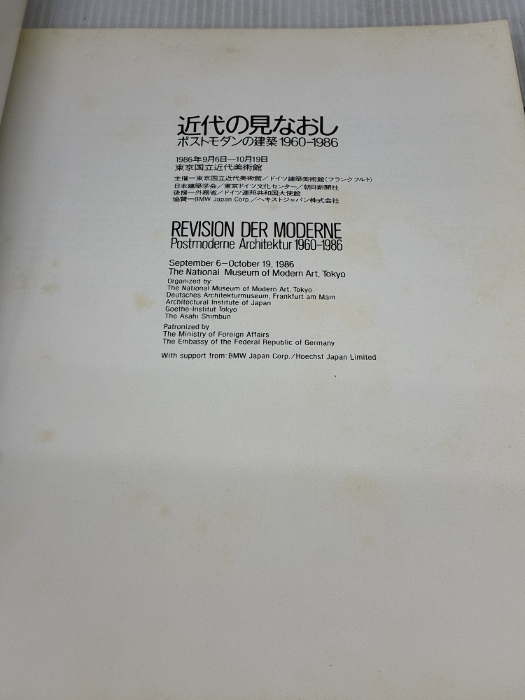 近代の見なおし
ポストモダンの建築1960-1986
1986年9月6日—10月19日
東京国立近代美術館
主催—東京国立近代美術館/ドイツ建築美術館(フランクフルト)
日本建築学会/東京ドイツ文化センター/朝日新聞社
後援—外務省/ドイツ連邦共和国大使館
協賛—BMW Japan Corp./ヘキストジャパン株式会社
REVISION DER MODERNE
Postmoderne Architektur 1960-1986
September 6–October 19, 1986
The National Museum of Modern Art, Tokyo
Organized by:
The National Museum of Modern Art, Tokyo
Deutsches Architekturmuseum, Frankfurt am Main
Architectural Institute of Japan
Goethe-Institut Tokyo
The Asahi Shimbun
Patronized by
The Ministry of Foreign Affairs
The Embassy of the Federal Republic of Germany
With support from: BMW Japan Corp./Hoechst Japan Limited